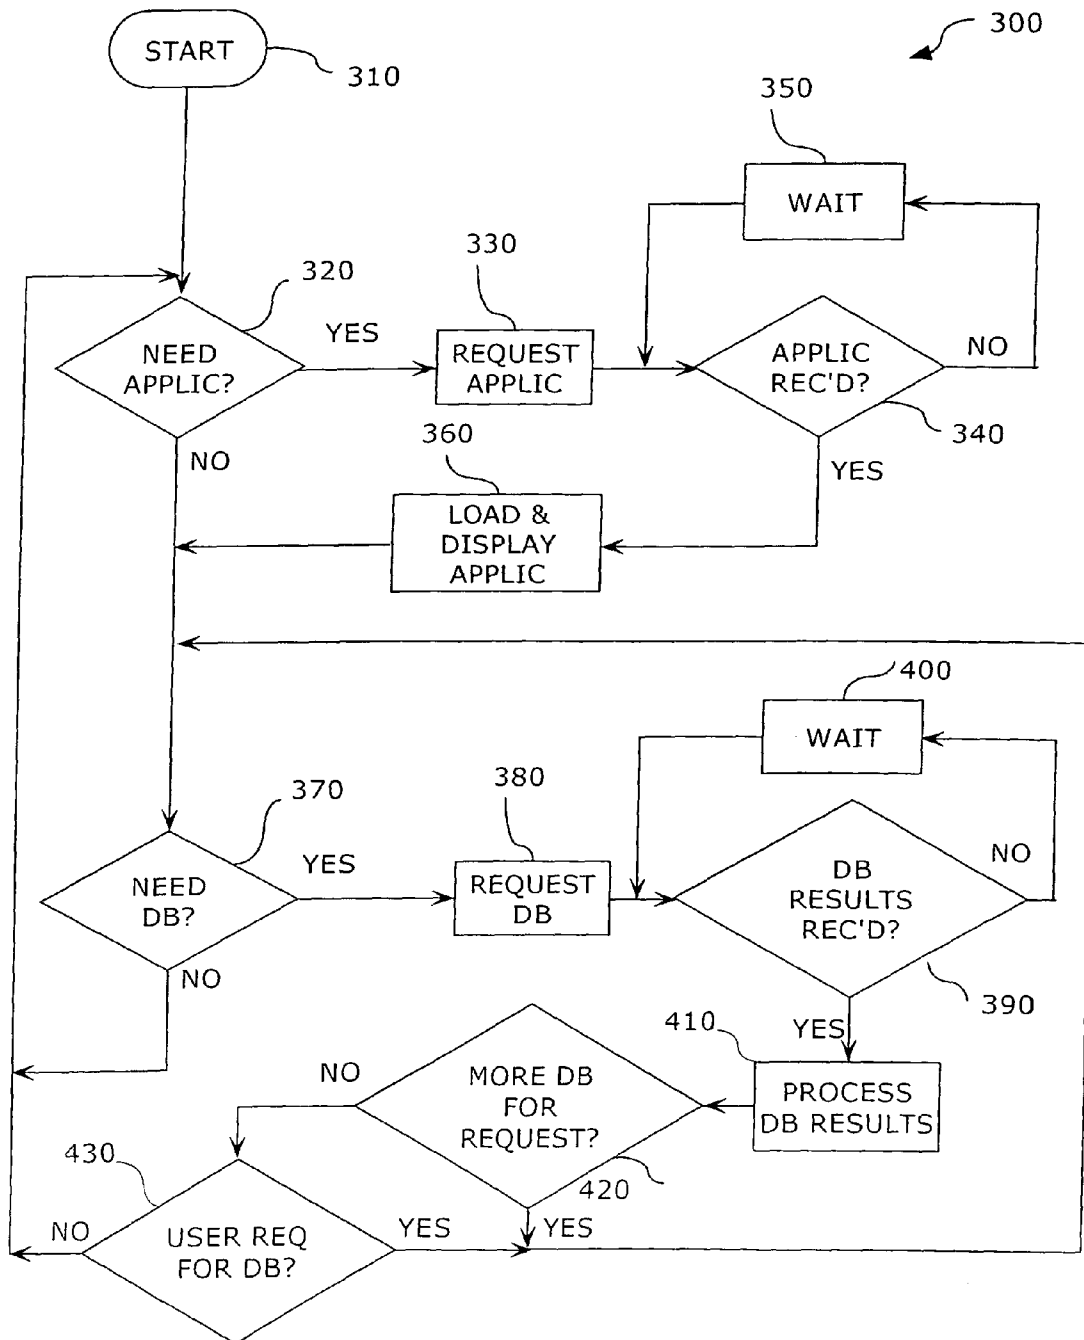 START
310
300
350
WAIT
320
330
YES
NEED
APPLIC?
REQUEST
APPLIC
APPLIC
REC'D?
NO
340
NO
360
YES
LOAD &
DISPLAY
APPLIC
400
WAIT
370
380
YES
NEED
DB?
REQUEST
DB
DB
RESULTS
REC'D?
NO
NO
390
YES
410
NO
MORE DB
FOR
REQUEST?
PROCESS
DB RESULTS
430
420
NO
USER REQ
FOR DB?
YES
YES